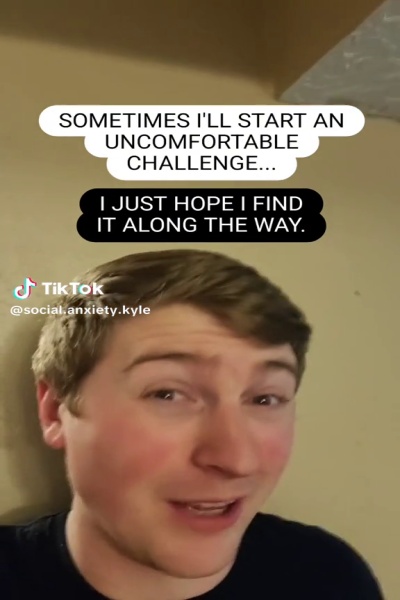 SOMETIMES I'LL START AN
UNCOMFORTABLE
CHALLENGE...
I JUST HOPE I FIND
IT ALONG THE WAY.
TikTok
@social.anxiety.kyle